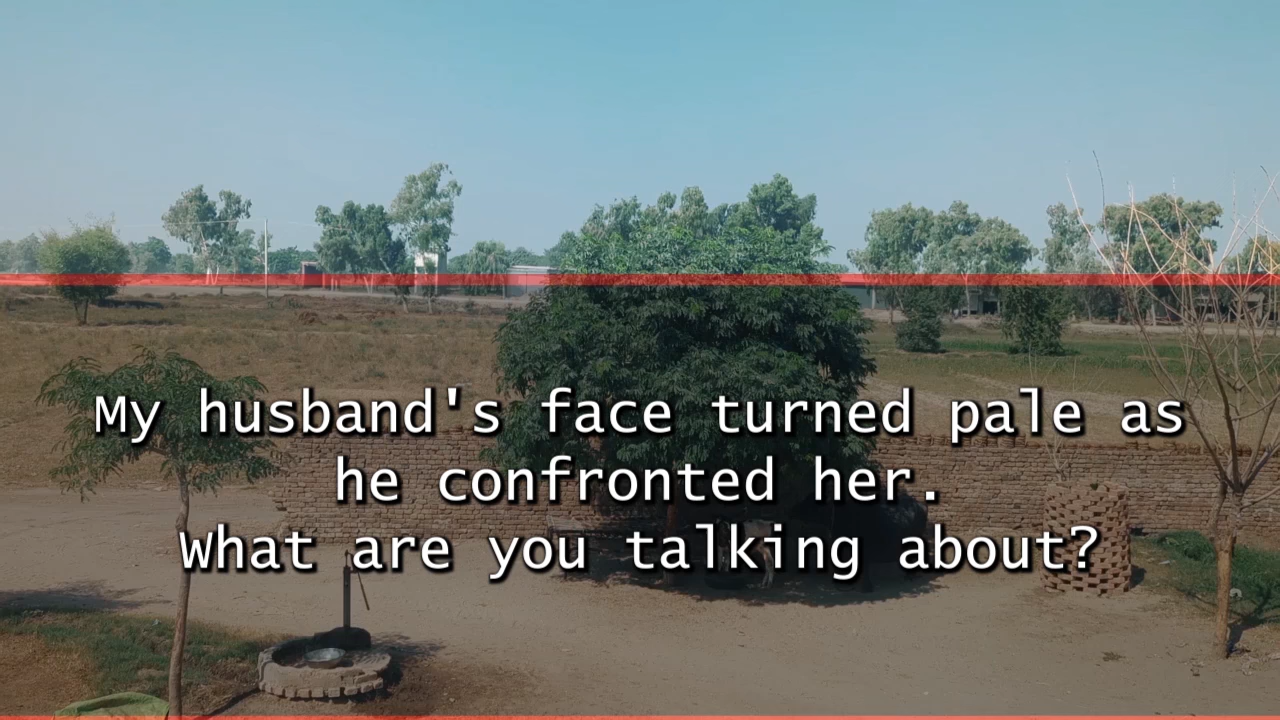 My husband's face turned pale as
he confronted her.
what are you talking about?